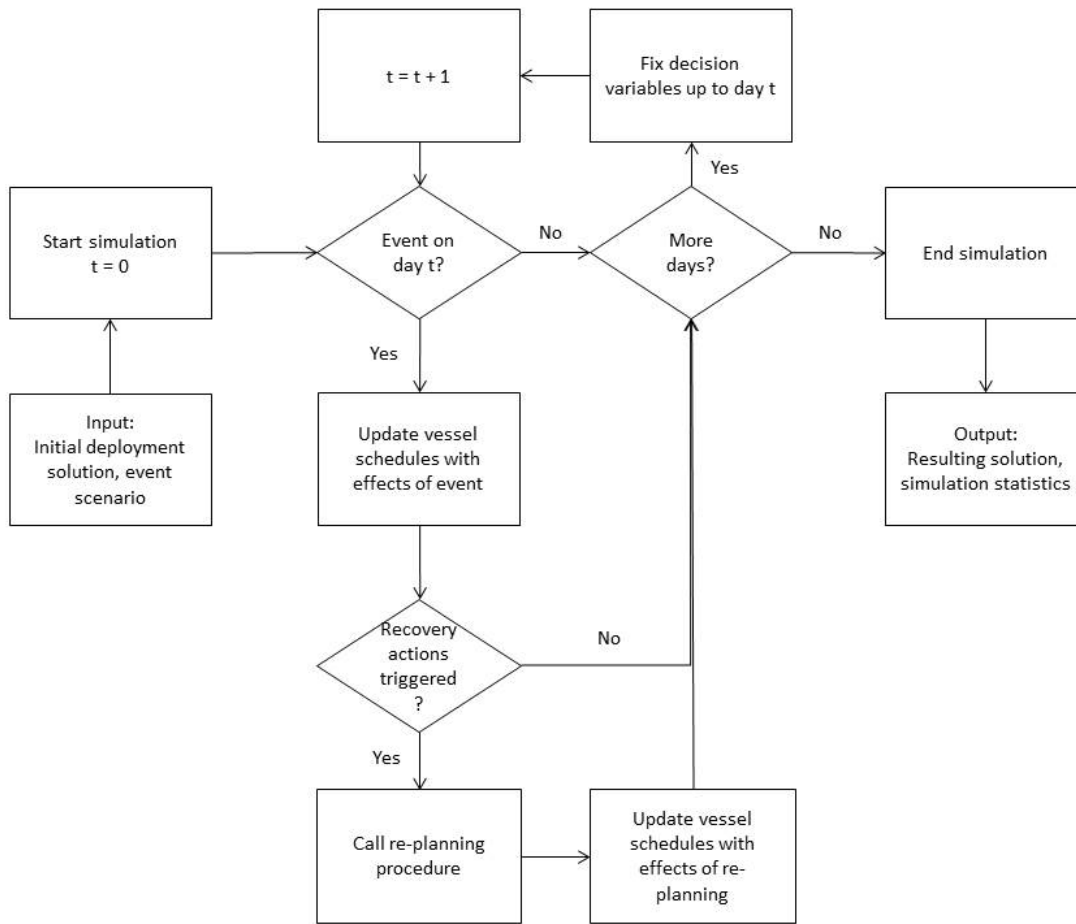 t = t + 1
Fix decision
variables up to day t
Yes
Start simulation
t = 0
Event on
day t?
No
More
days?
No
End simulation
Yes
Input:
Initial deployment
solution, event
scenario
Update vessel
schedules with
effects of event
Output:
Resulting solution,
simulation statistics
Recovery
actions
triggered
?
No
Yes
Call re-planning
procedure
Update vessel
schedules with
effects of re-
planning